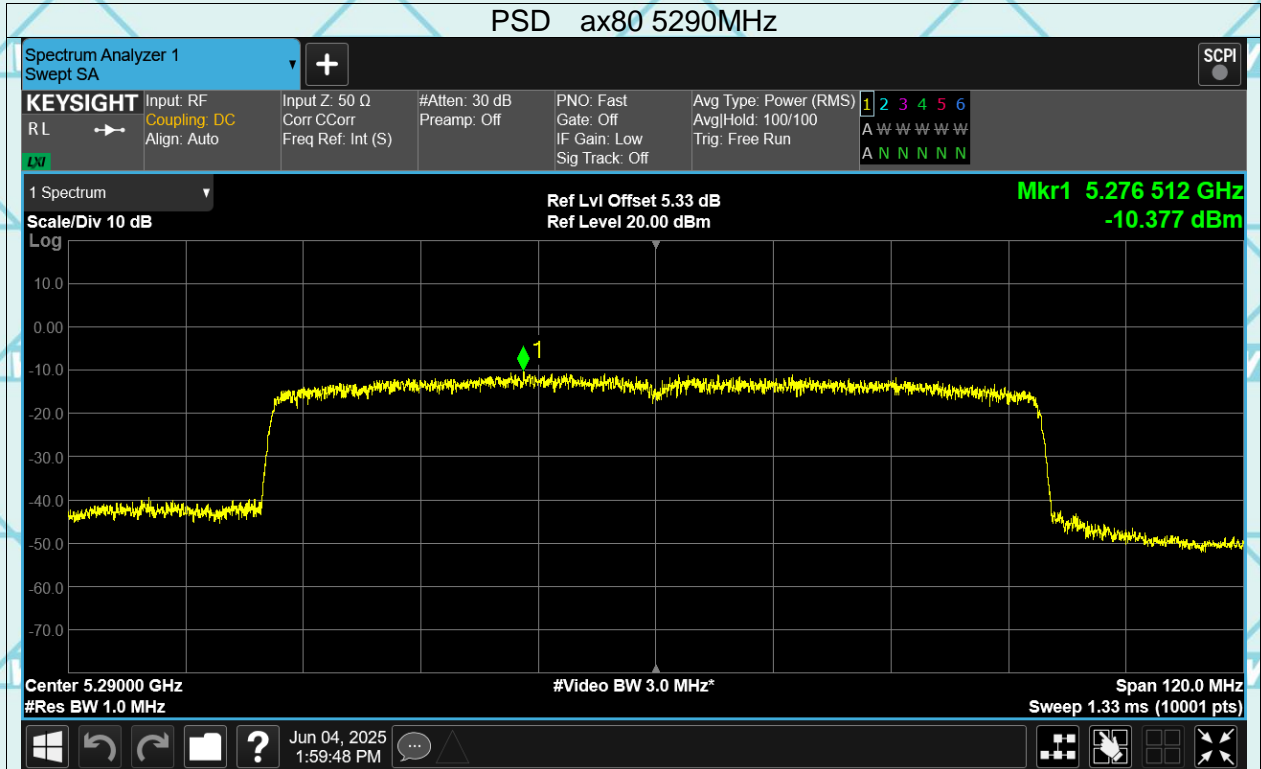 PSD ax80 5290MHz
Spectrum Analyzer 1
Swept SA
+
SCPI
KEYSIGHT
RL
LXI
Input: RF
Coupling: DC
Align: Auto
Input Z: 50 Ω
Corr CCorr
Freq Ref: Int (S)
#Atten: 30 dB
Preamp: Off
PNO: Fast
Gate: Off
IF Gain: Low
Sig Track: Off
Avg Type: Power (RMS)
Avg|Hold: 100/100
Trig: Free Run
1 2 3 4 5 6
A W W W W W
A N N N N N
1 Spectrum
Scale/Div 10 dB
Ref Lvl Offset 5.33 dB
Ref Level 20.00 dBm
Mkr1 5.276 512 GHz
-10.377 dBm
Log
10.0
0.00
-10.0
-20.0
-30.0
-40.0
-50.0
-60.0
-70.0
1
Center 5.29000 GHz
#Video BW 3.0 MHz*
Span 120.0 MHz
#Res BW 1.0 MHz
Sweep 1.33 ms (10001 pts)
?
Jun 04, 2025
1:59:48 PM